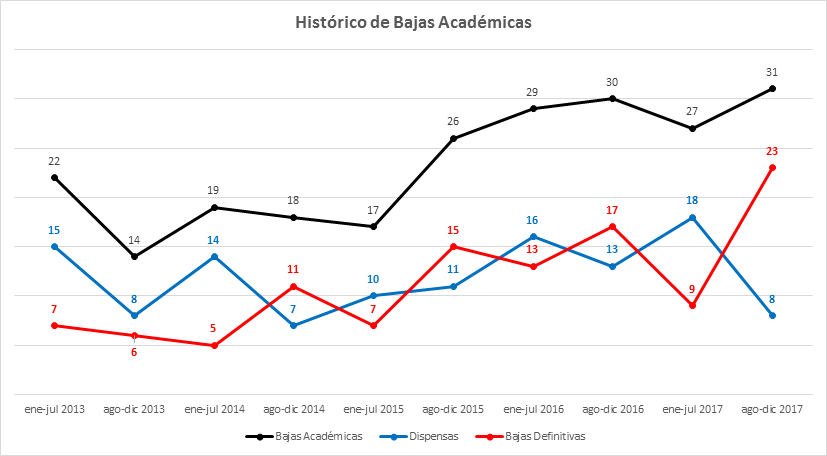 Histórico de Bajas Académicas
22 14 19 18 17 26 29 30 27 31
15 8 14 7 10 11 16 13 18 8
7 6 5 11 7 15 13 17 9 23
ene-jul 2013 ago-dic 2013 ene-jul 2014 ago-dic 2014 ene-jul 2015 ago-dic 2015 ene-jul 2016 ago-dic 2016 ene-jul 2017 ago-dic 2017
Bajas Académicas Dispensas Bajas Definitivas